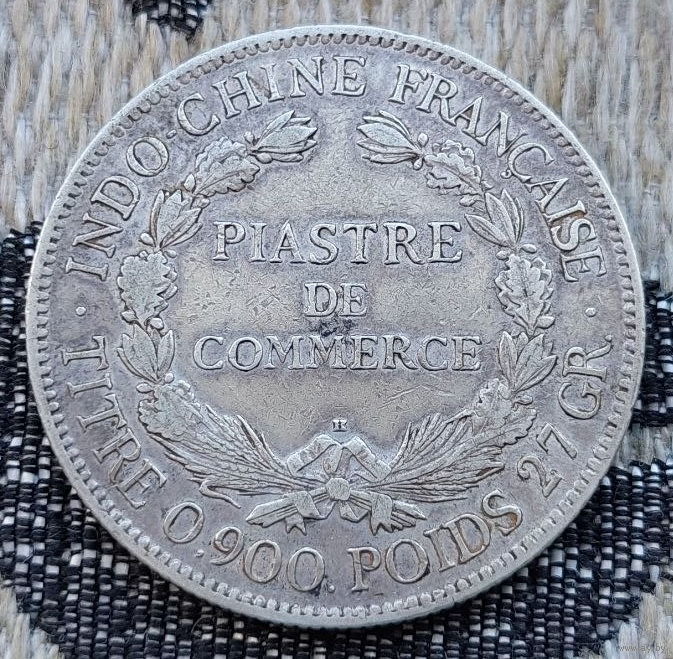 INDO-CHINE FRANÇAISE
PIASTRE
DE
COMMERCE
H
TITRE 0,900. POIDS 27 GR.